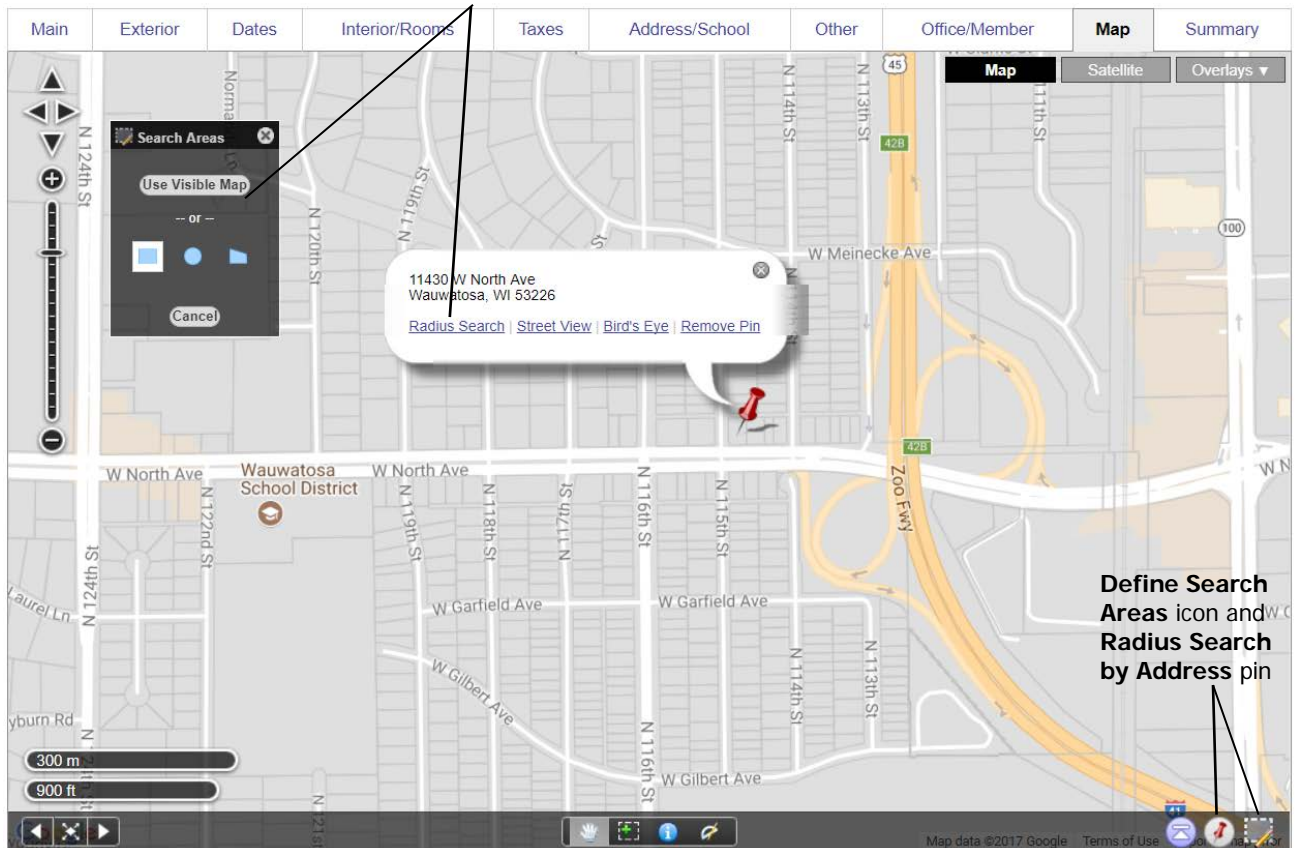 Main Exterior Dates Interior/Rooms Taxes Address/School Other Office/Member Map Summary
Map Satellite Overlays ▼
45
N 114th St
N 113th St
N 111th St
42B
N 124th St
Search Areas
Use Visible Map
-- or --
Cancel
N 119th St
N 120th St
St
W Meinecke Ave
100
11430 W North Ave
Wauwatosa, WI 53226
Radius Search | Street View | Bird's Eye | Remove Pin
42B
W North Ave
Wauwatosa
School District
W North Ave
W N
Zoo Fwy
N 122nd St
N 119th St
N 118th St
N 117th St
N 116th St
N 115th St
N 124th St
Laurel Ln
W Garfield Ave
W Garfield Ave
Define Search
Areas icon and
Radius Search
by Address pin
W Gilbert Ave
N 114th St
N 113th St
yburn Rd
N 116th St
W Gilbert Ave
300 m
900 ft
N 121st
41
Map data ©2017 Google Terms of Use